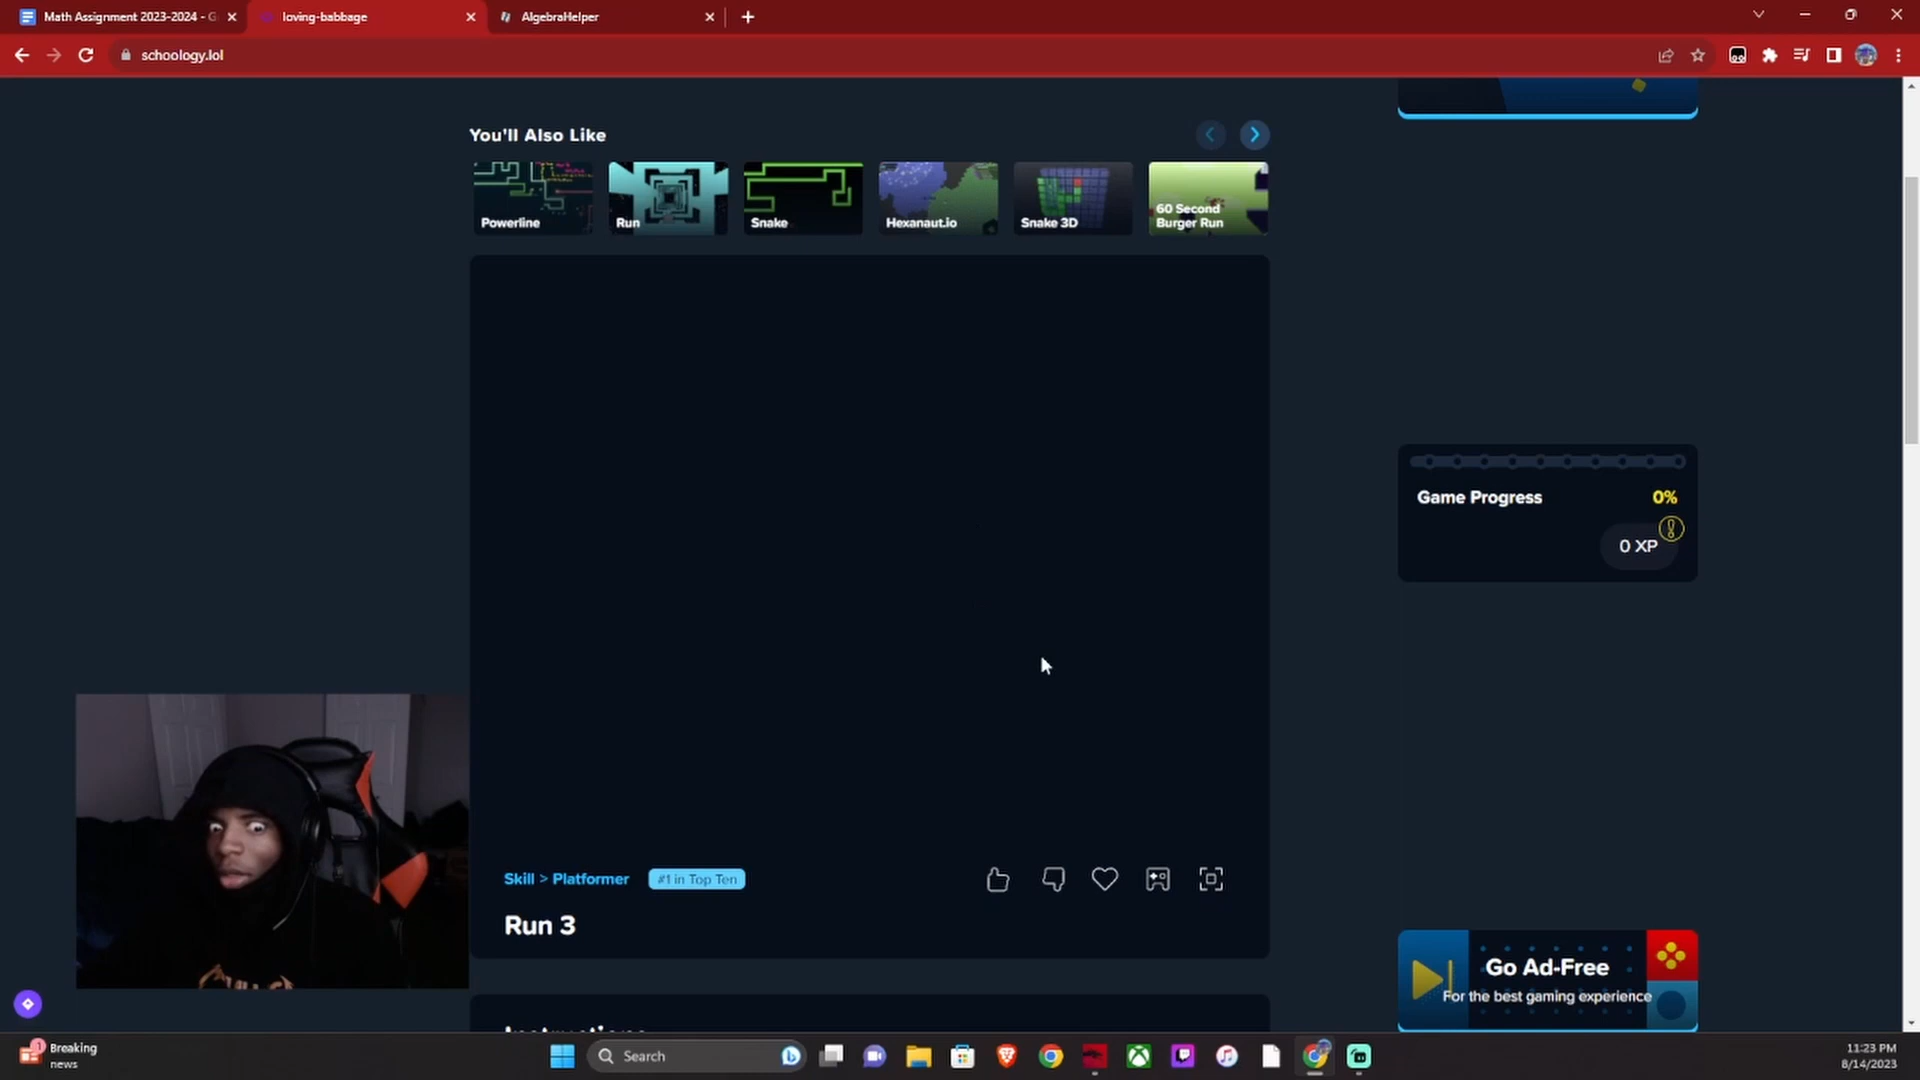 Math Assignment 2023-2024 - G
loving-babbage
AlgebraHelper
schoology.lol
You'll Also Like
Powerline
Run
Snake
Hexanaut.io
Snake 3D
60 Second
Burger Run
Game Progress
0%
0 XP
Skill > Platformer
#1 in Top Ten
Run 3
Go Ad-Free
For the best gaming experience
Breaking
news
1
Search
11:23 PM
8/14/2023